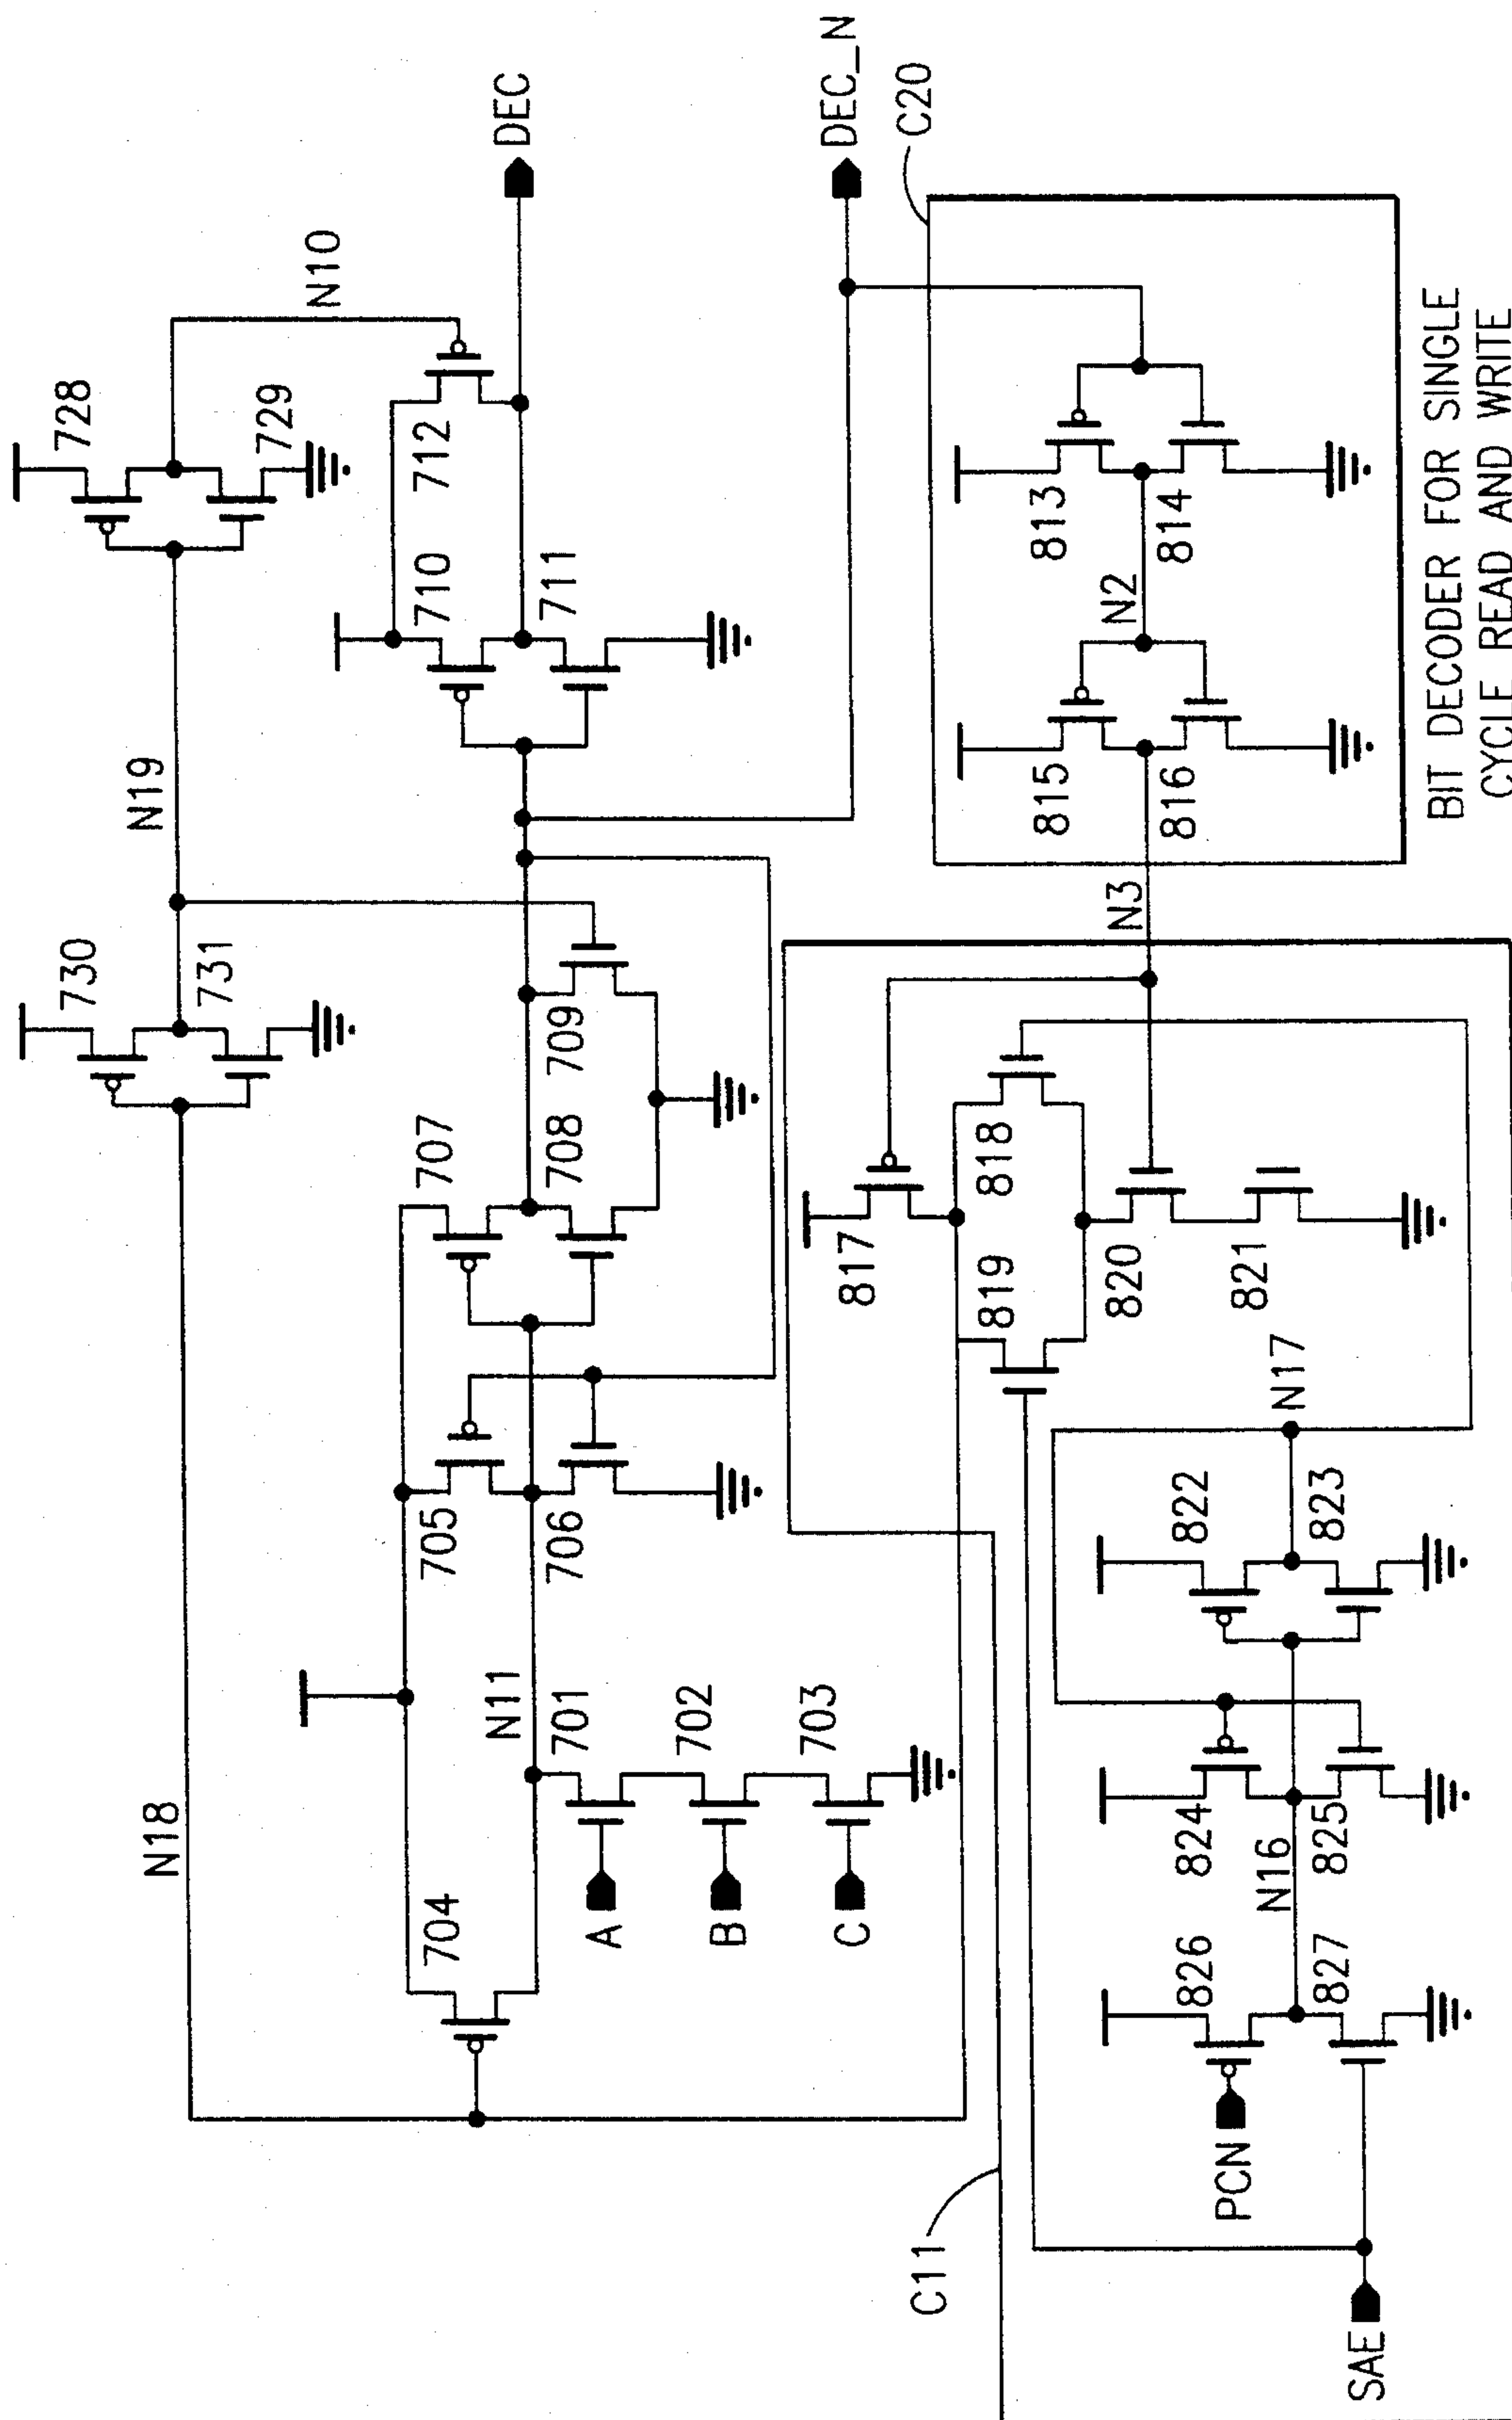 N10
728
729
DEC
712
710
711
DEC_N
C20
N19
730
731
707
708
709
813
814
N2
815
816
N3
705
706
817
818
819
820
821
N18
704
N11
701
702
703
A
B
C
N17
822
823
824
825
N16
826
827
PCN
C11
SAE
BIT DECODER FOR SINGLE
CYCLE READ AND WRITE